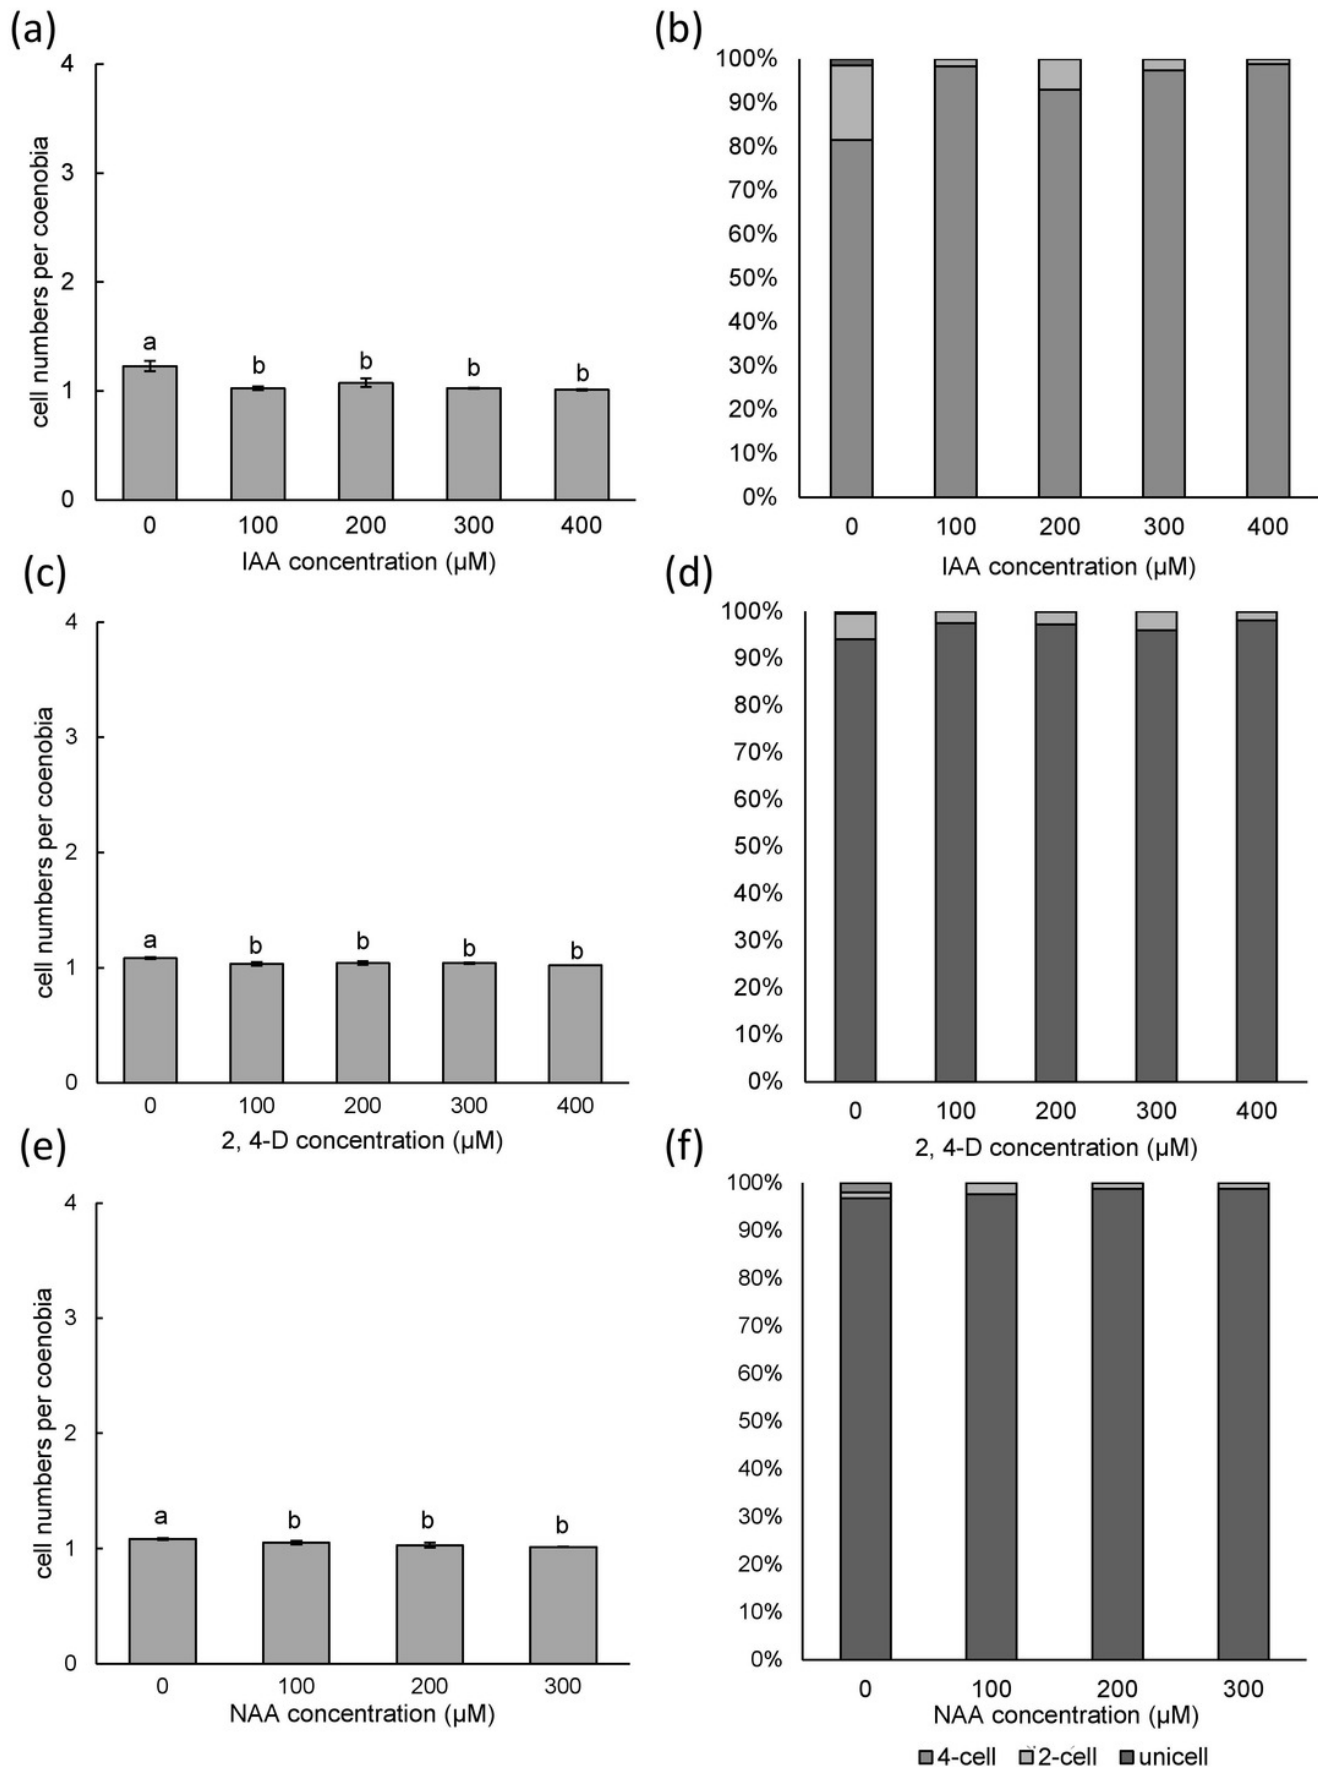 (a)
(b)
4
3
2
1
0
cell numbers per coenobia
a
b
b
b
b
0 100 200 300 400
IAA concentration (µM)
100%
90%
80%
70%
60%
50%
40%
30%
20%
10%
0%
0 100 200 300 400
IAA concentration (µM)
(c)
(d)
4
3
2
1
0
cell numbers per coenobia
a
b
b
b
b
0 100 200 300 400
2, 4-D concentration (µM)
100%
90%
80%
70%
60%
50%
40%
30%
20%
10%
0%
0 100 200 300 400
2, 4-D concentration (µM)
(e)
(f)
4
3
2
1
0
cell numbers per coenobia
a
b
b
b
0 100 200 300
NAA concentration (µM)
100%
90%
80%
70%
60%
50%
40%
30%
20%
10%
0%
0 100 200 300
NAA concentration (µM)
4-cell 2-cell unicell